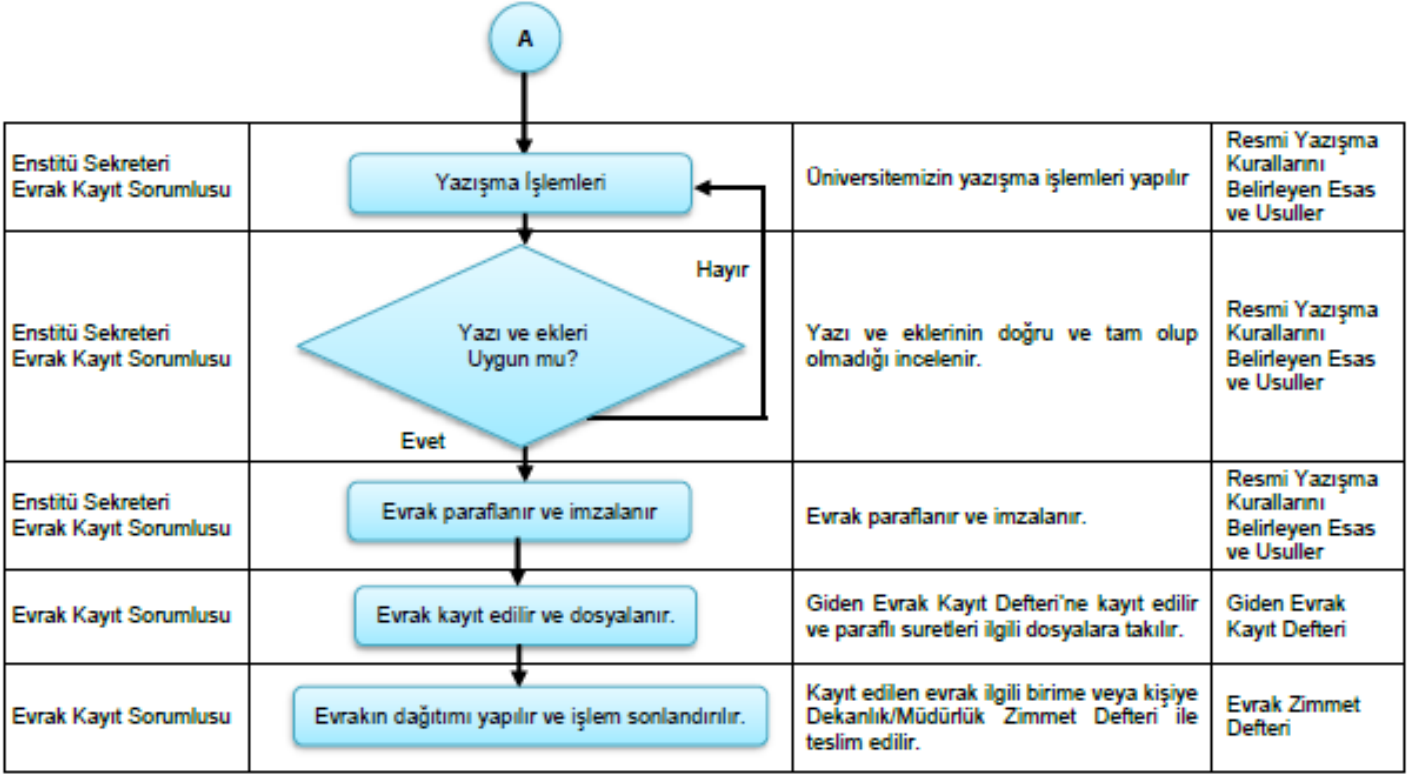 A
Enstitü Sekreteri
Evrak Kayıt Sorumlusu
Yazışma İşlemleri
Üniversitemizin yazışma işlemleri yapılır
Resmi Yazışma
Kurallarını
Belirleyen Esas
ve Usuller
Enstitü Sekreteri
Evrak Kayıt Sorumlusu
Hayır
Yazı ve ekleri
Uygun mu?
Evet
Yazı ve eklerinin doğru ve tam olup
olmadığı incelenir.
Resmi Yazışma
Kurallarını
Belirleyen Esas
ve Usuller
Enstitü Sekreteri
Evrak Kayıt Sorumlusu
Evrak paraflanır ve imzalanır
Evrak paraflanır ve imzalanır.
Resmi Yazışma
Kurallarını
Belirleyen Esas
ve Usuller
Evrak Kayıt Sorumlusu
Evrak kayıt edilir ve dosyalanır.
Giden Evrak Kayıt Defteri'ne kayıt edilir
ve paraflı suretleri ilgili dosyalara takılır.
Giden Evrak
Kayıt Defteri
Evrak Kayıt Sorumlusu
Evrakın dağıtımı yapılır ve işlem sonlandırılır.
Kayıt edilen evrak ilgili birime veya kişiye
Dekanlık/Müdürlük Zimmet Defteri ile
teslim edilir.
Evrak Zimmet
Defteri